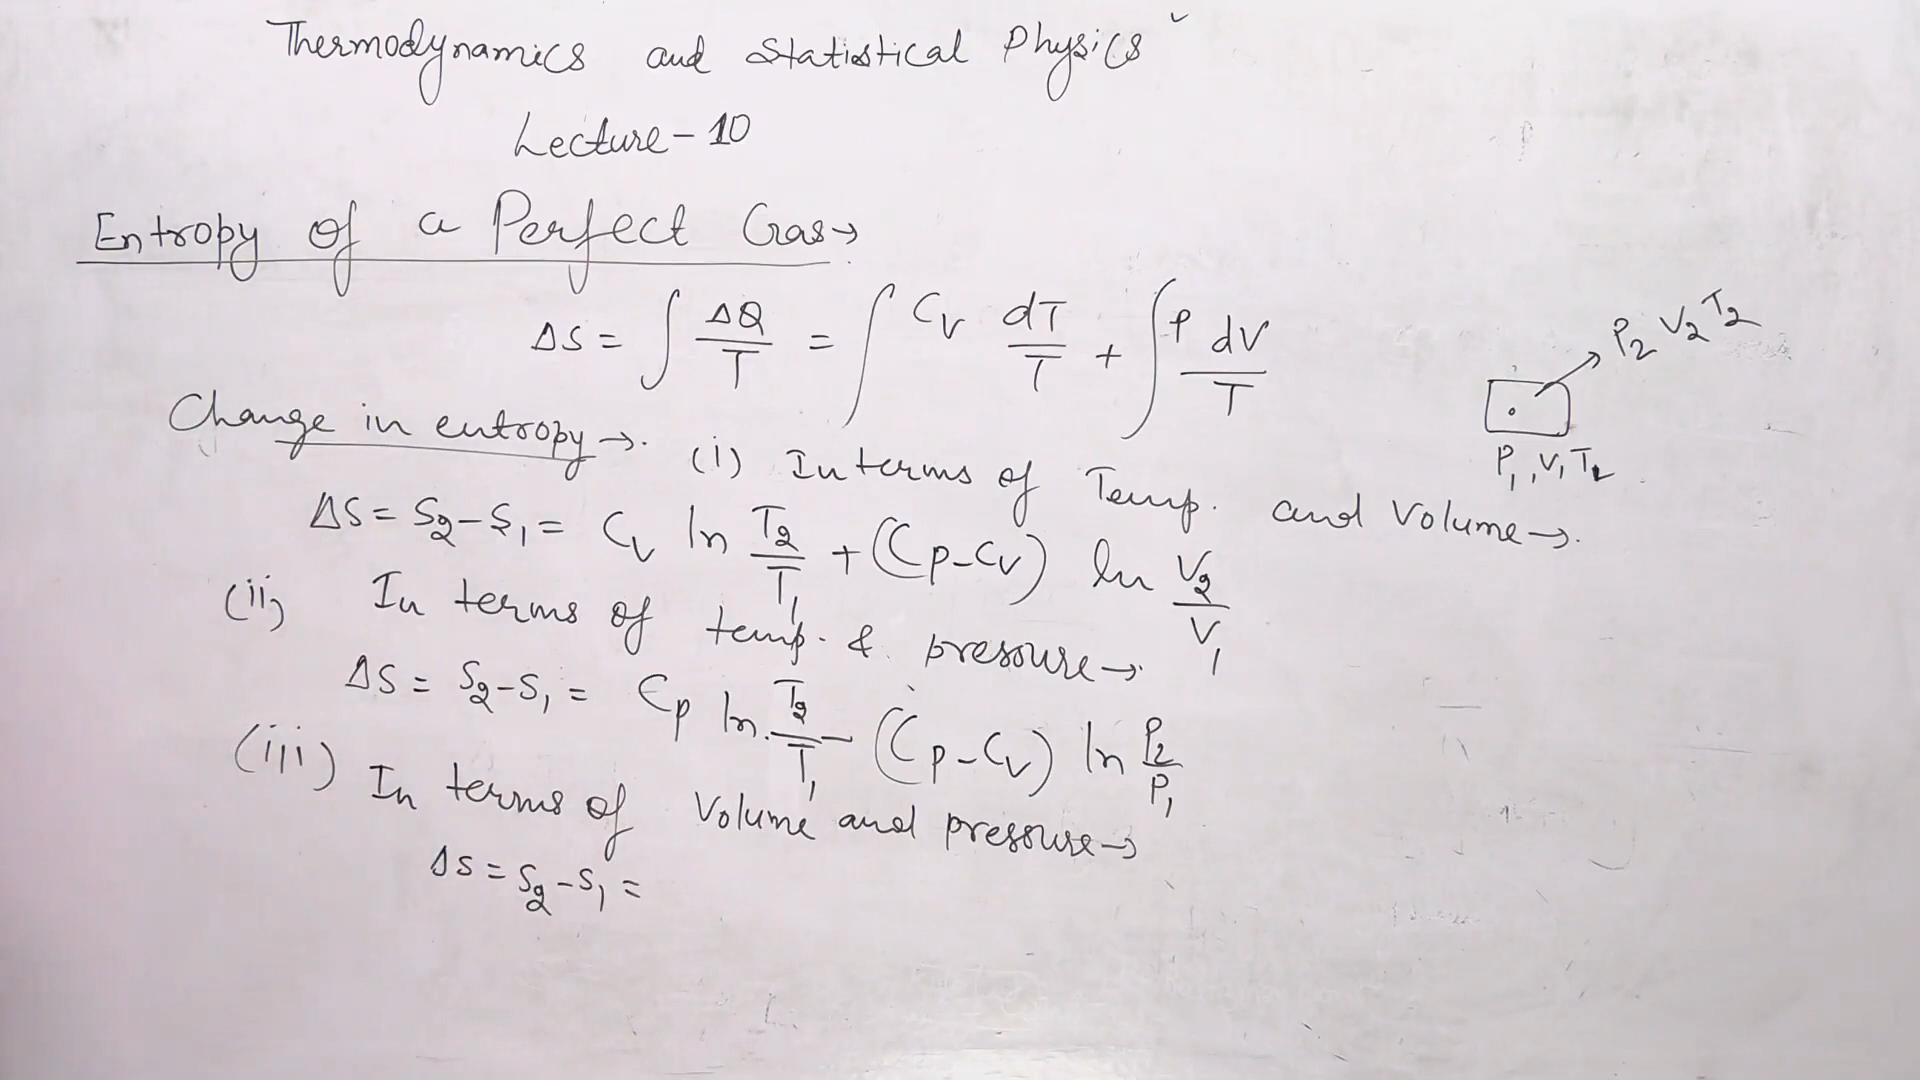 Thermodynamics and Statistical Physics
Lecture - 10
Entropy of a Perfect Gas →
ΔS = ∫ ΔQ/T = ∫ Cv dT/T + ∫ P dV/T
P2 V2 T2
P1, V1 T1
Change in entropy → (i) In terms of Temp. and Volume →
ΔS = S2 - S1 = Cv ln T2/T1 + (Cp - Cv) ln V2/V1
(ii) In terms of temp. & pressure →
ΔS = S2 - S1 = Cp ln T2/T1 - (Cp - Cv) ln P2/P1
(iii) In terms of Volume and pressure →
ΔS = S2 - S1 =